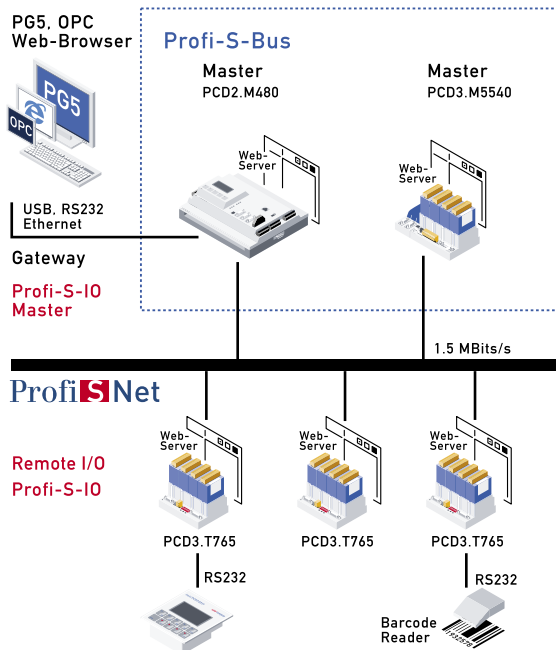 PG5, OPC
Web-Browser
Profi-S-Bus
Master
PCD2.M480
Master
PCD3.M5540
PG5
OPC
Web-
Server
Web-
Server
USB, RS232
Ethernet
Gateway
Profi-S-IO
Master
1.5 MBits/s
Profi S Net
Web-
Server
Web-
Server
Web-
Server
Remote I/O
Profi-S-IO
PCD3.T765
PCD3.T765
PCD3.T765
RS232
RS232
Barcode
Reader